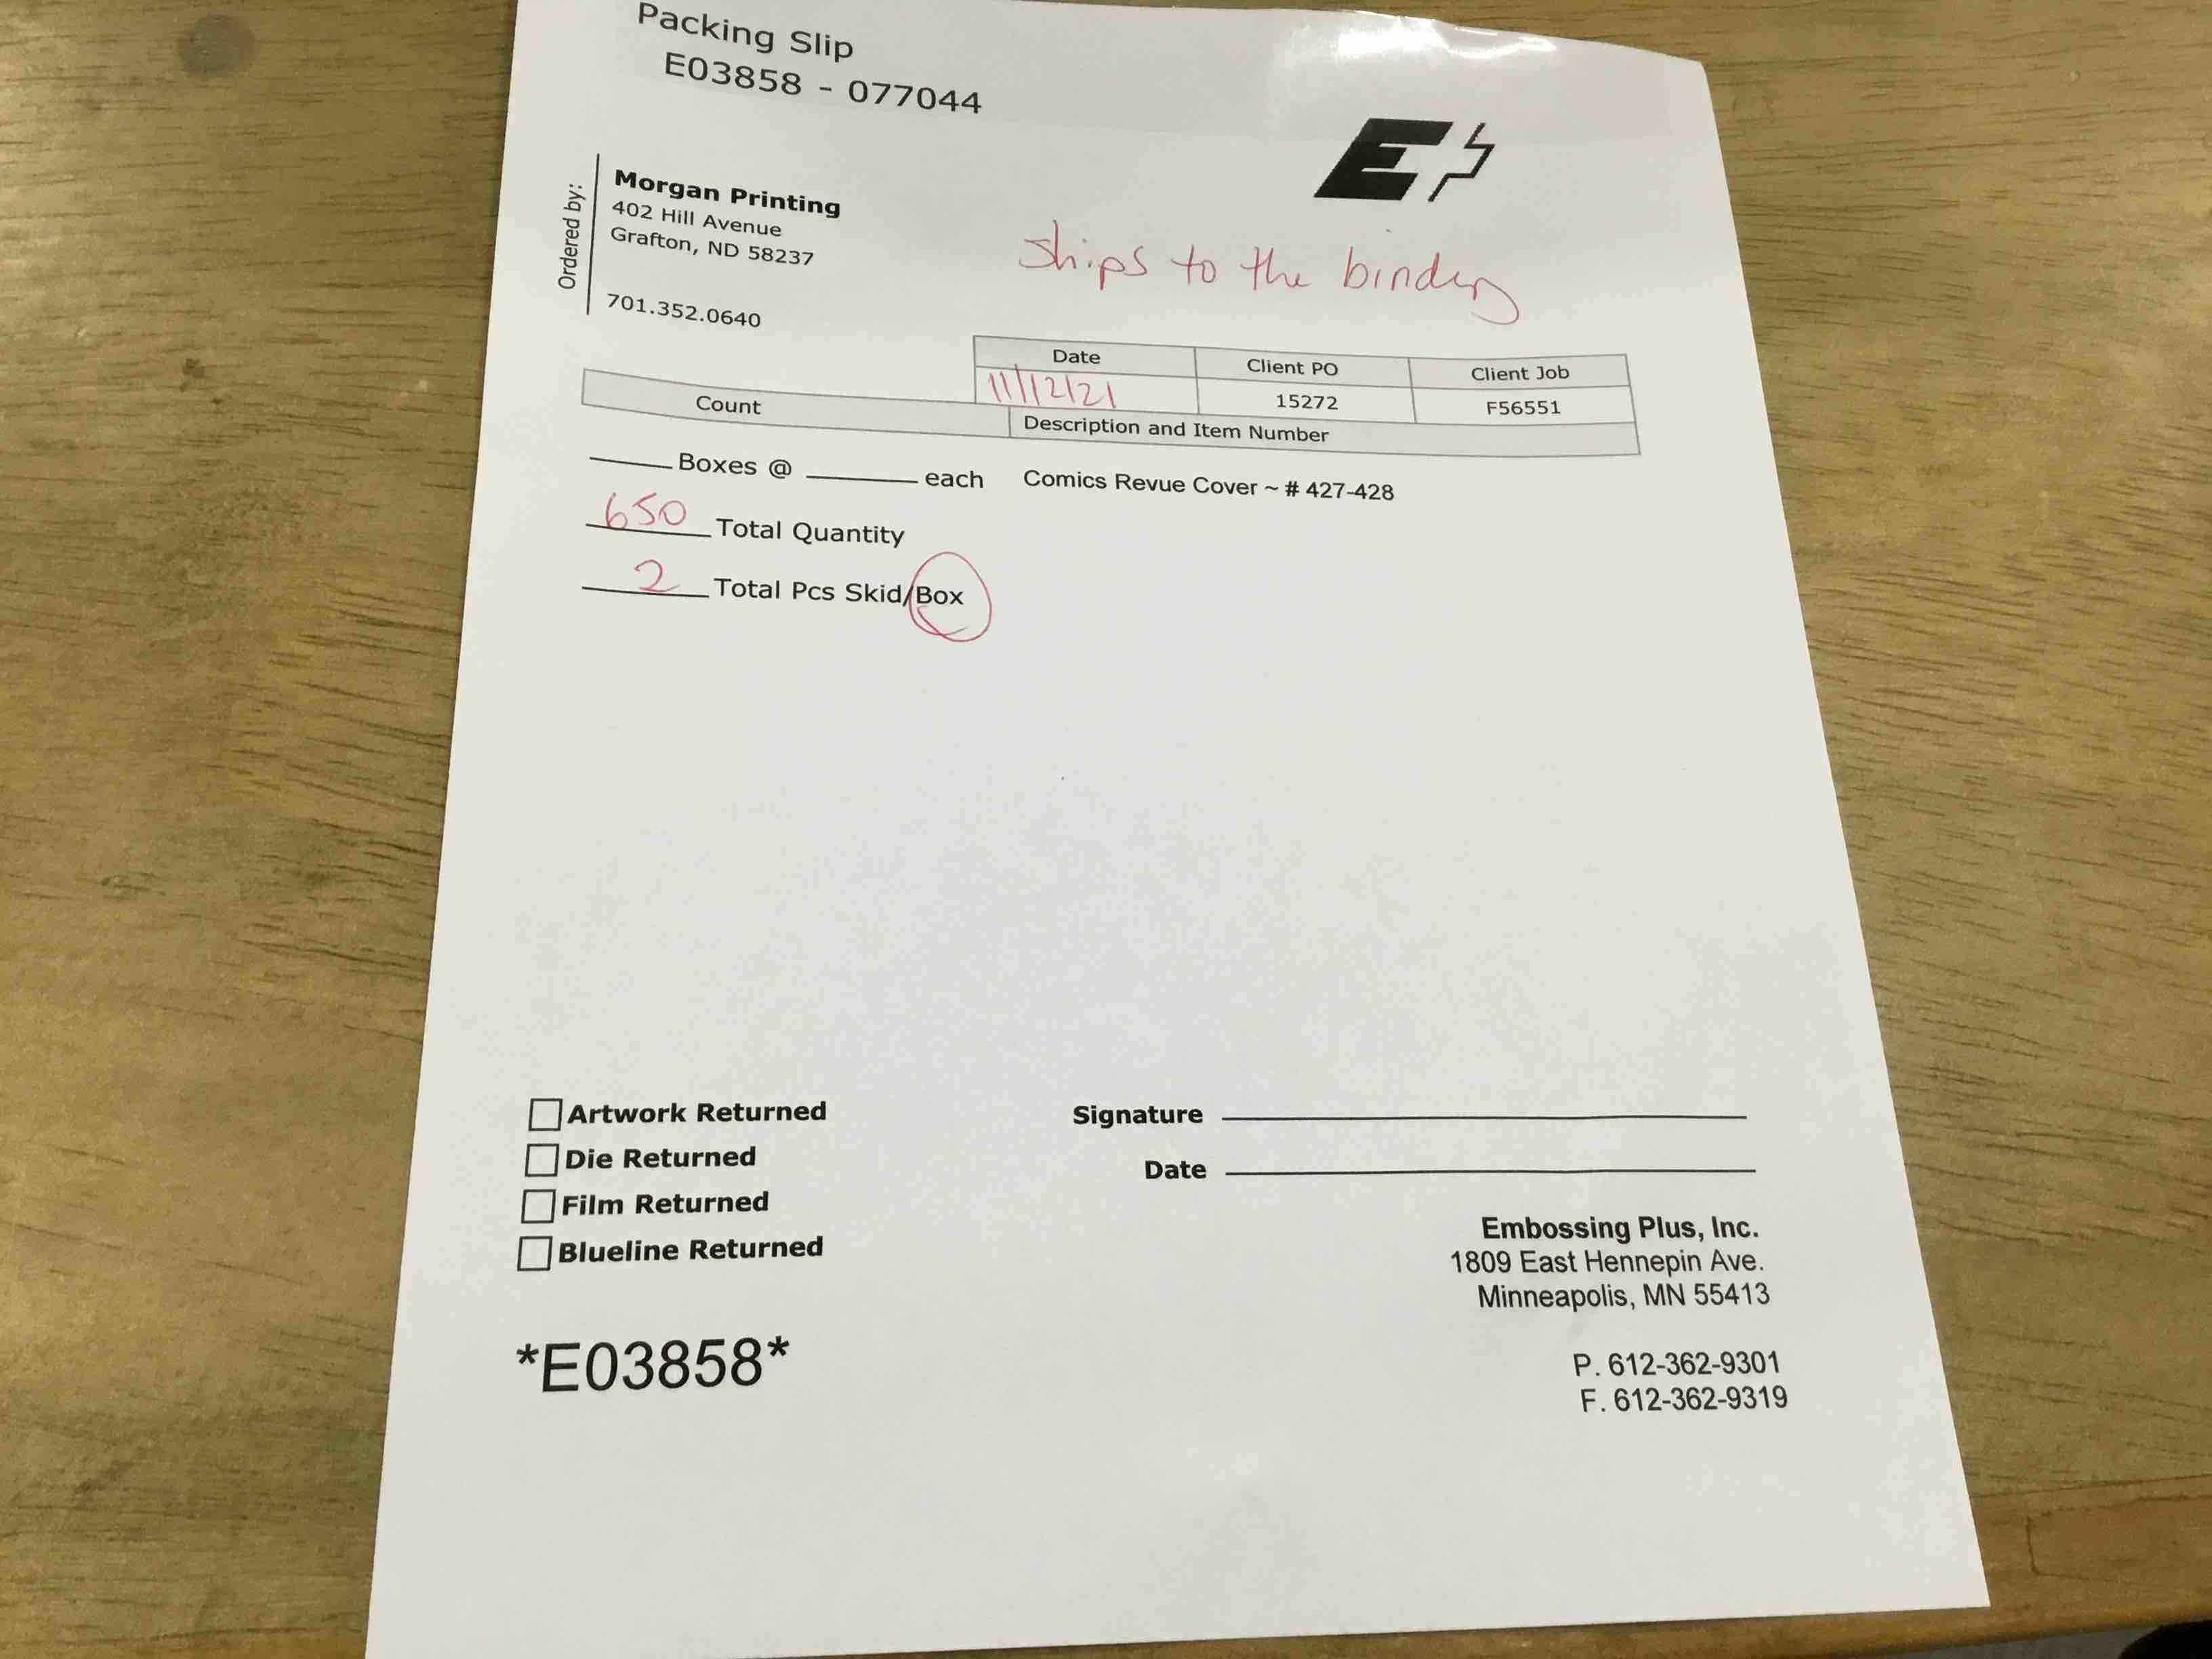 Packing Slip
E03858 - 077044
E
Ordered by:
Morgan Printing
402 Hill Avenue
Grafton, ND 58237
701.352.0640
Ships to the bindery
Date Client PO Client Job
11/12/21 15272 F56551
Count Description and Item Number
Boxes @ each Comics Revue Cover ~ # 427-428
650 Total Quantity
2 Total Pcs Skid/Box
Artwork Returned
Die Returned
Film Returned
Blueline Returned
Signature
Date
Embossing Plus, Inc.
1809 East Hennepin Ave.
Minneapolis, MN 55413
P. 612-362-9301
F. 612-362-9319
*E03858*